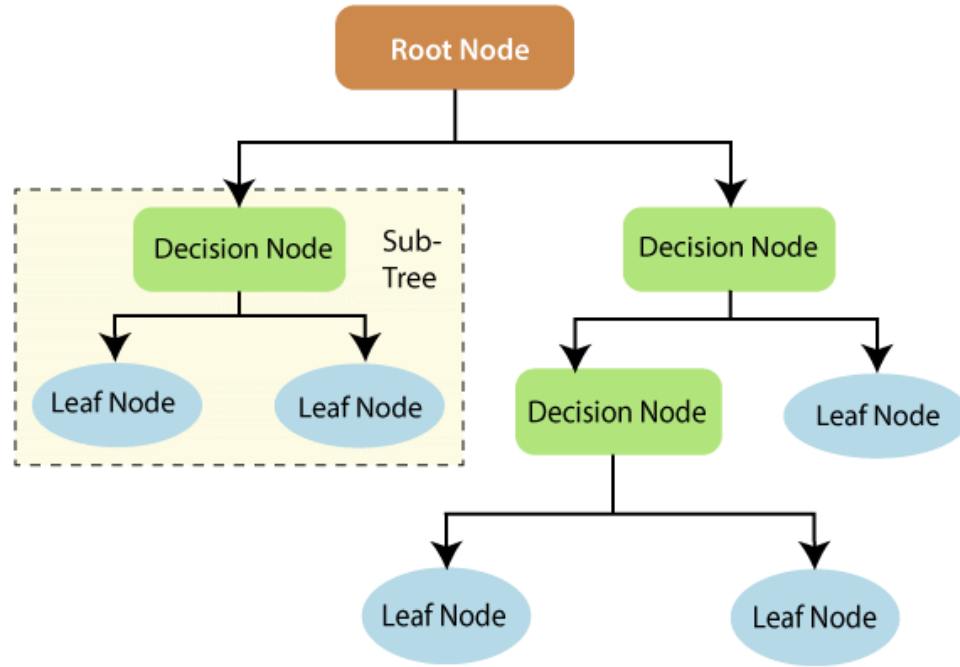 Root Node
Decision Node
Sub-
Tree
Decision Node
Leaf Node
Leaf Node
Decision Node
Leaf Node
Leaf Node
Leaf Node